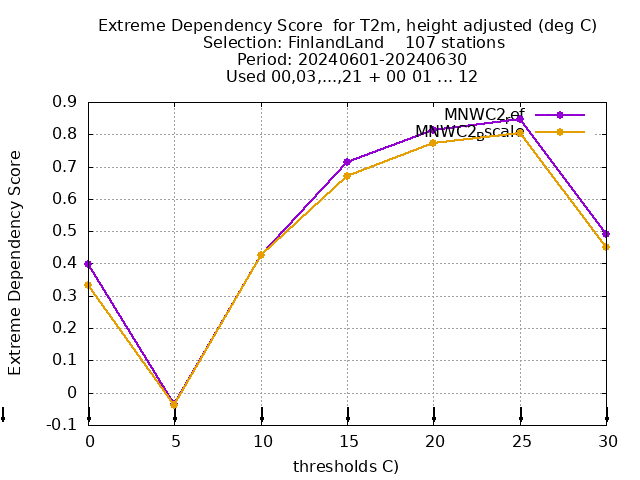 Extreme Dependency Score  for T2m, height adjusted (deg C)
Selection: FinlandLand    107 stations
Period: 20240601-20240630
Used 00,03,...,21 + 00 01 ... 12
MNWC2_ef
MNWC2_pscale
Extreme Dependency Score
0.9
0.8
0.7
0.6
0.5
0.4
0.3
0.2
0.1
0
-0.1
0 5 10 15 20 25 30
thresholds C)